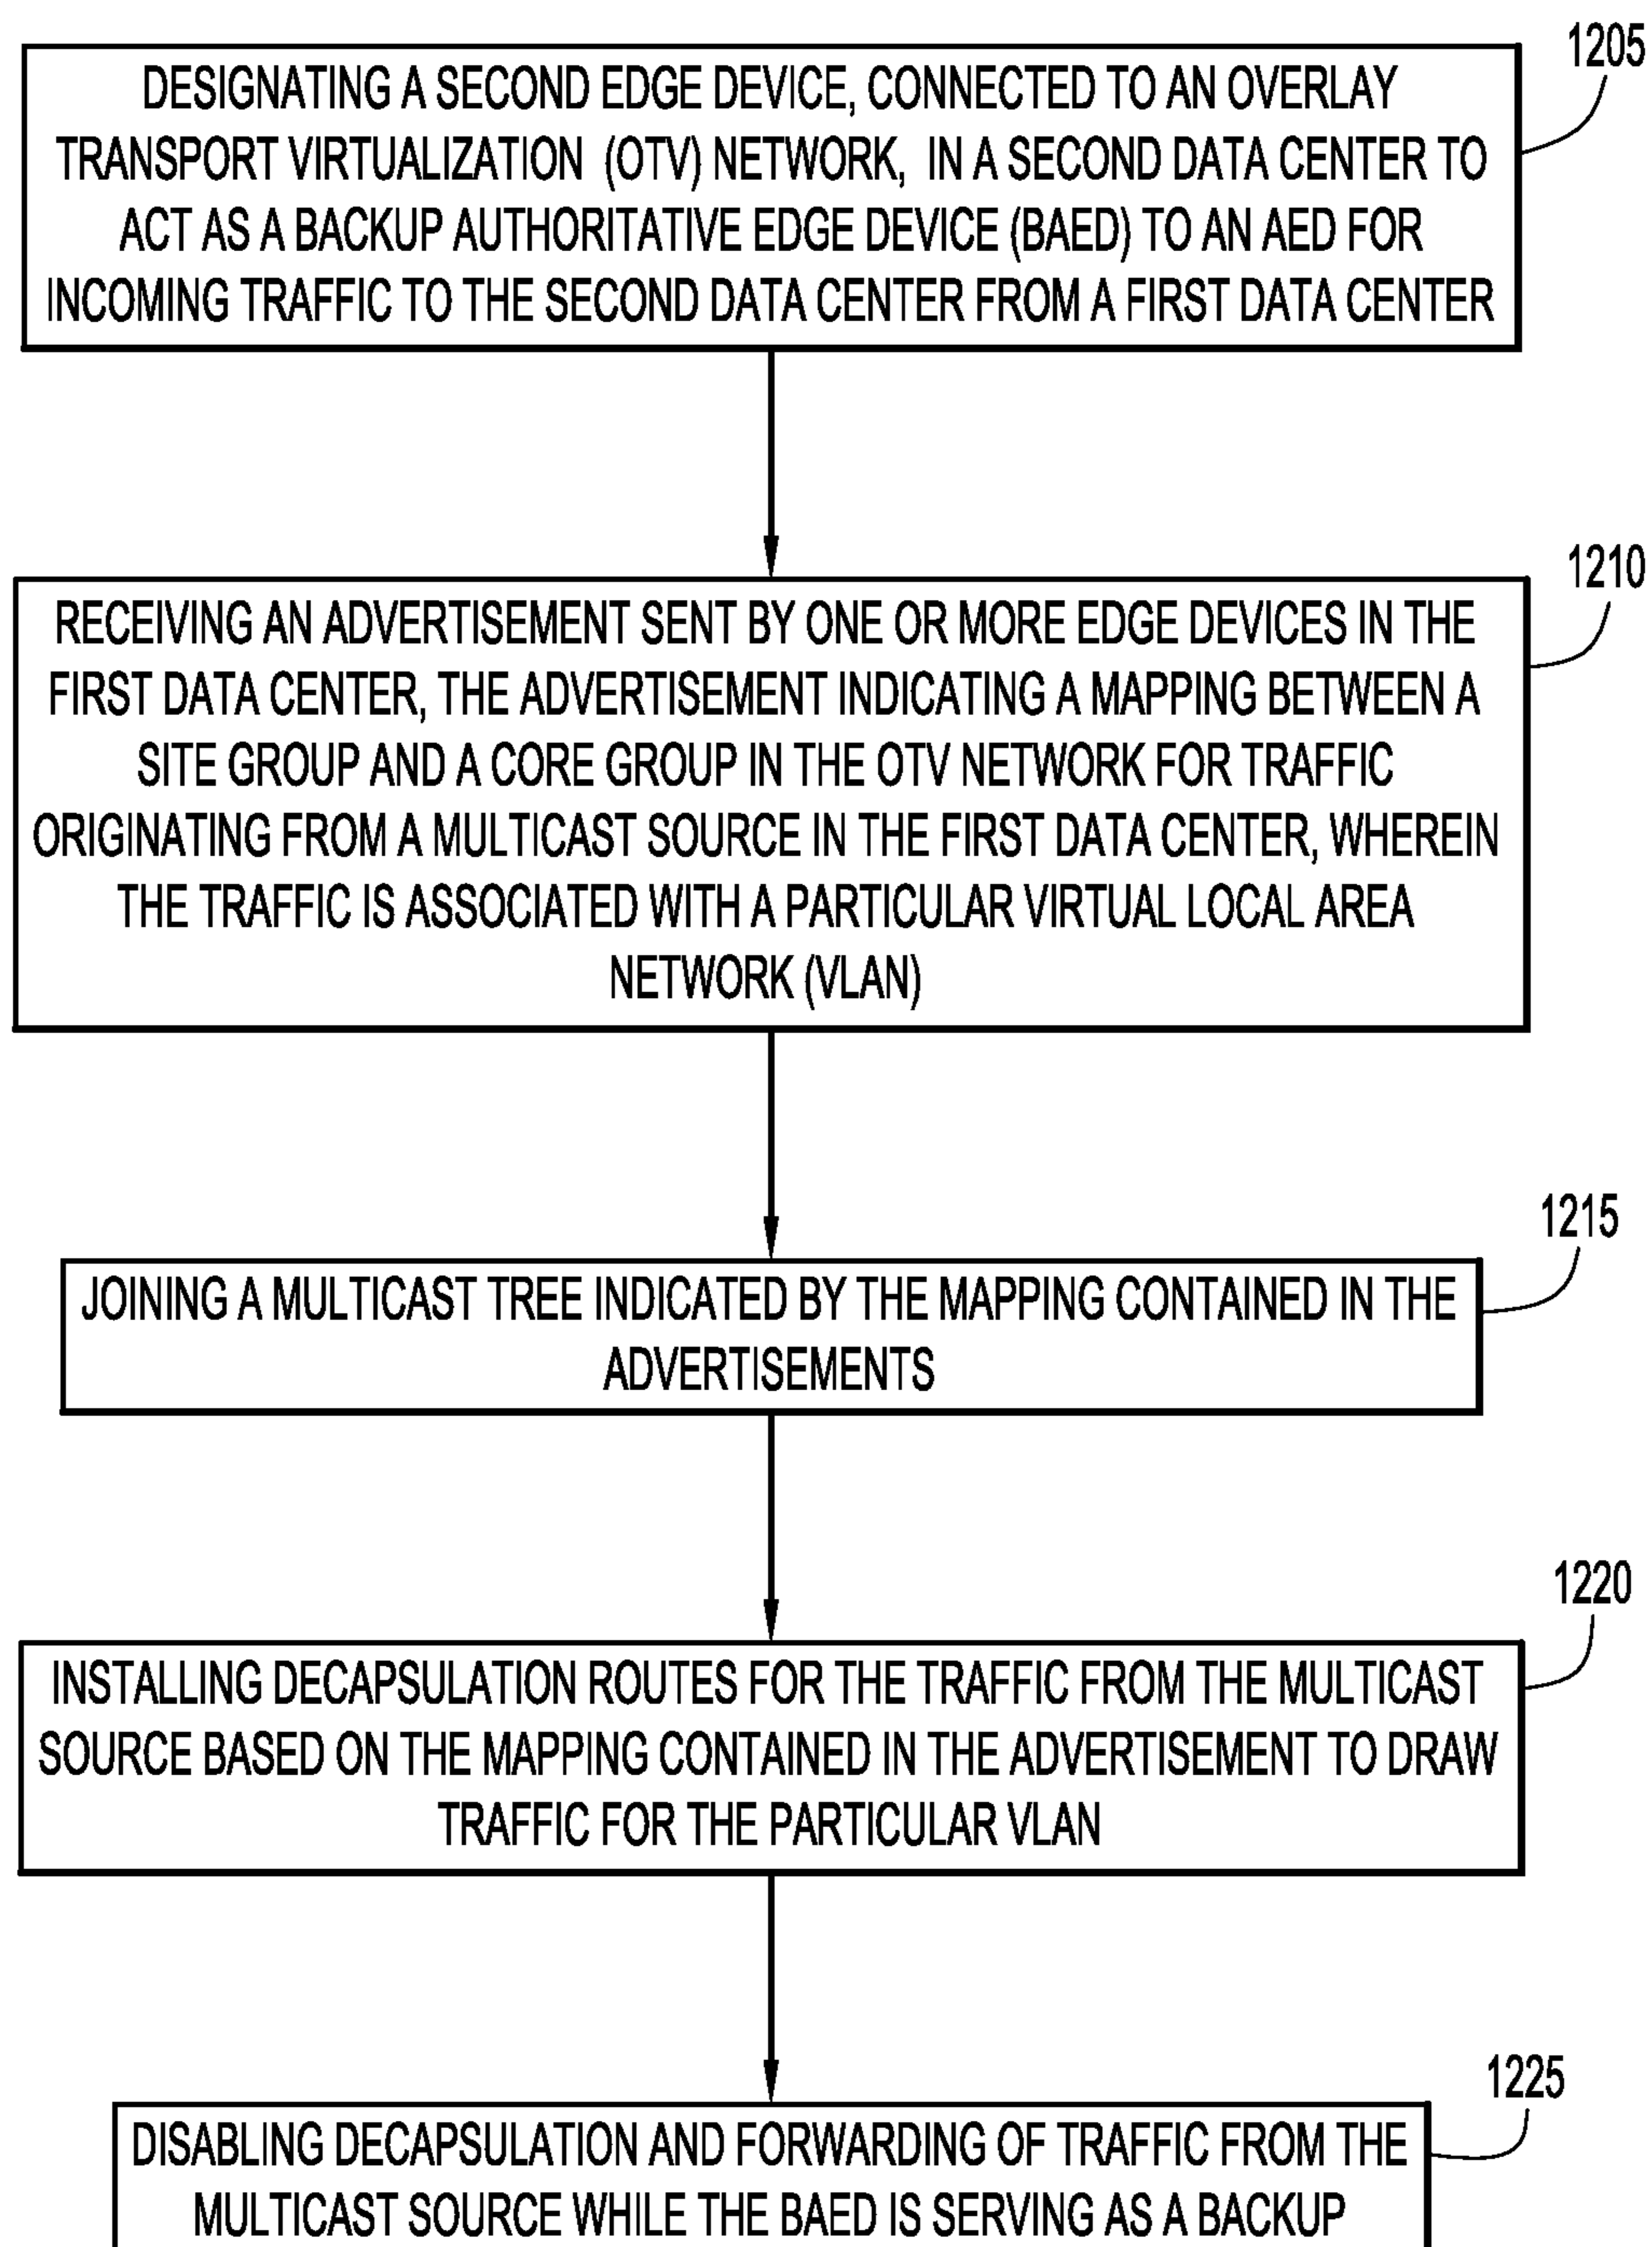 1205
DESIGNATING A SECOND EDGE DEVICE, CONNECTED TO AN OVERLAY
TRANSPORT VIRTUALIZATION (OTV) NETWORK, IN A SECOND DATA CENTER TO
ACT AS A BACKUP AUTHORITATIVE EDGE DEVICE (BAED) TO AN AED FOR
INCOMING TRAFFIC TO THE SECOND DATA CENTER FROM A FIRST DATA CENTER
1210
RECEIVING AN ADVERTISEMENT SENT BY ONE OR MORE EDGE DEVICES IN THE
FIRST DATA CENTER, THE ADVERTISEMENT INDICATING A MAPPING BETWEEN A
SITE GROUP AND A CORE GROUP IN THE OTV NETWORK FOR TRAFFIC
ORIGINATING FROM A MULTICAST SOURCE IN THE FIRST DATA CENTER, WHEREIN
THE TRAFFIC IS ASSOCIATED WITH A PARTICULAR VIRTUAL LOCAL AREA
NETWORK (VLAN)
1215
JOINING A MULTICAST TREE INDICATED BY THE MAPPING CONTAINED IN THE
ADVERTISEMENTS
1220
INSTALLING DECAPSULATION ROUTES FOR THE TRAFFIC FROM THE MULTICAST
SOURCE BASED ON THE MAPPING CONTAINED IN THE ADVERTISEMENT TO DRAW
TRAFFIC FOR THE PARTICULAR VLAN
1225
DISABLING DECAPSULATION AND FORWARDING OF TRAFFIC FROM THE
MULTICAST SOURCE WHILE THE BAED IS SERVING AS A BACKUP